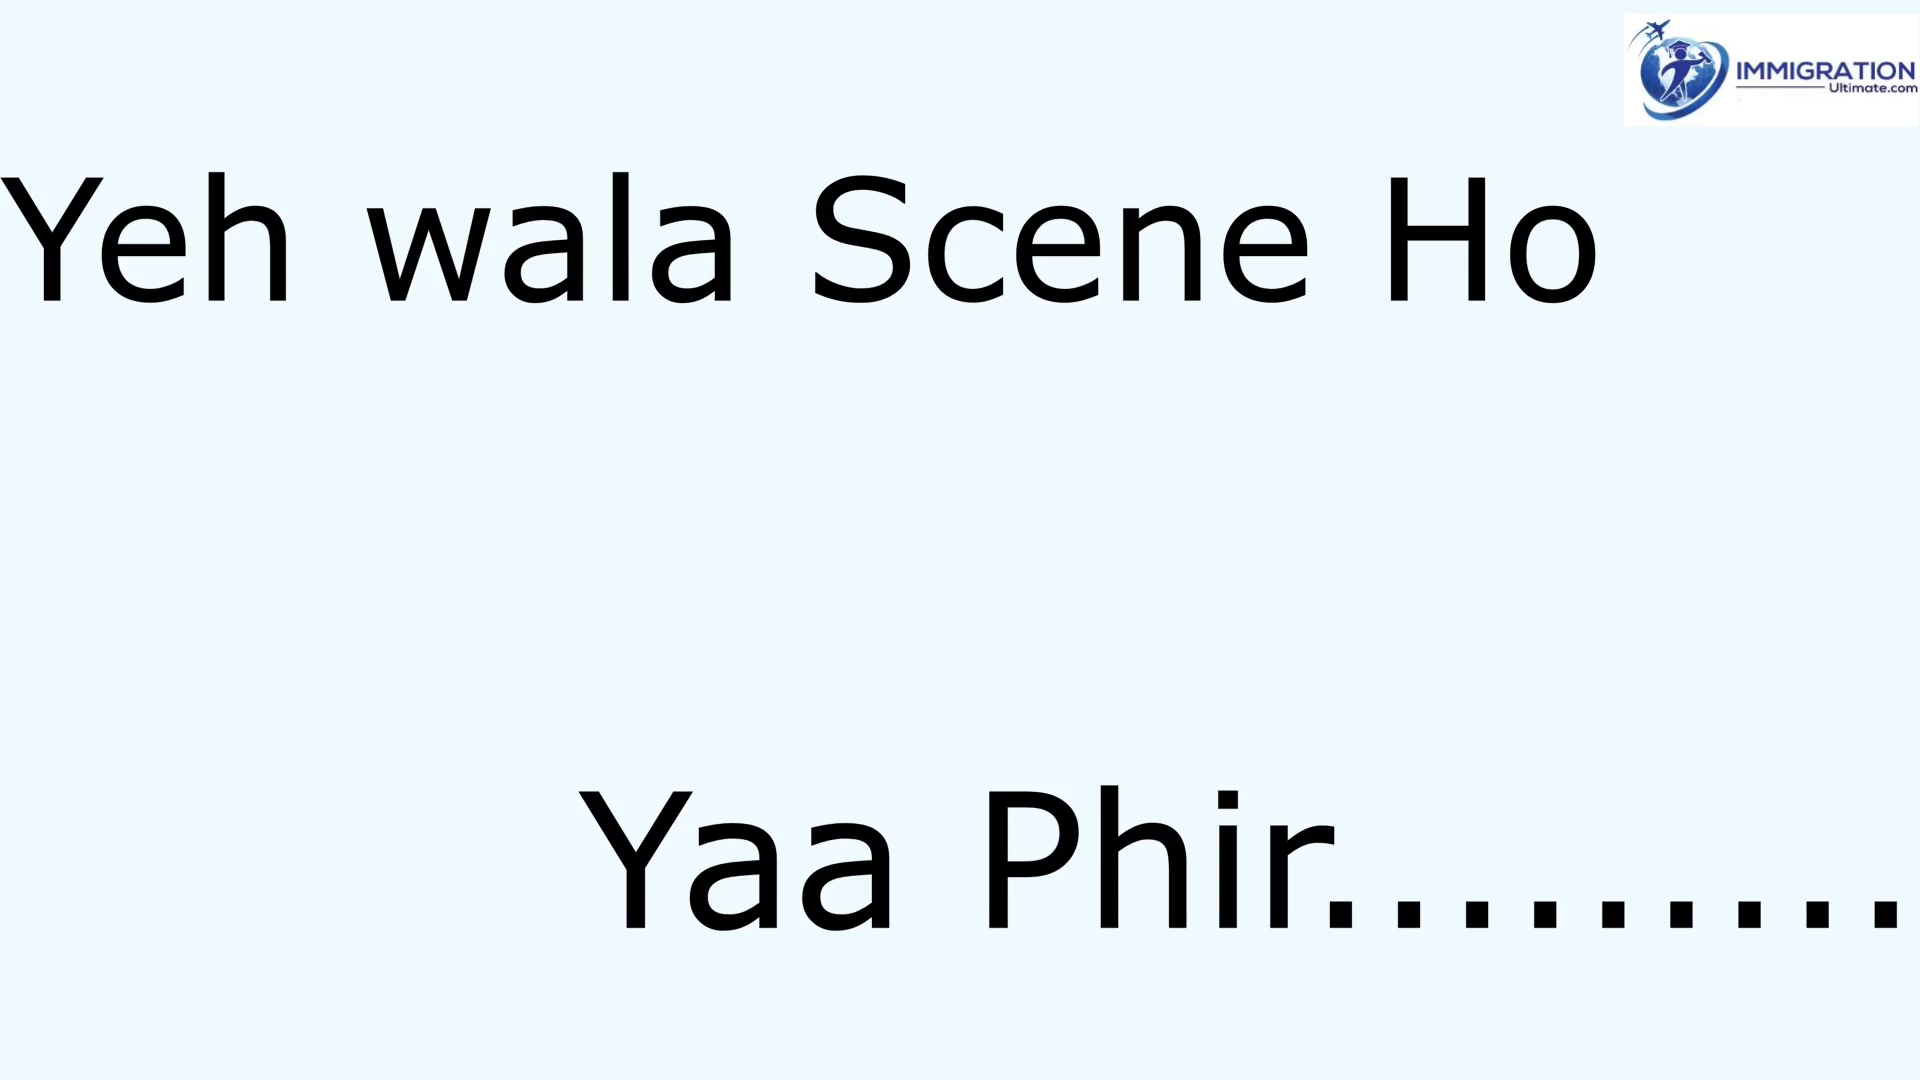 IMMIGRATION
Ultimate.com
Yeh wala Scene Ho
Yaa Phir.........